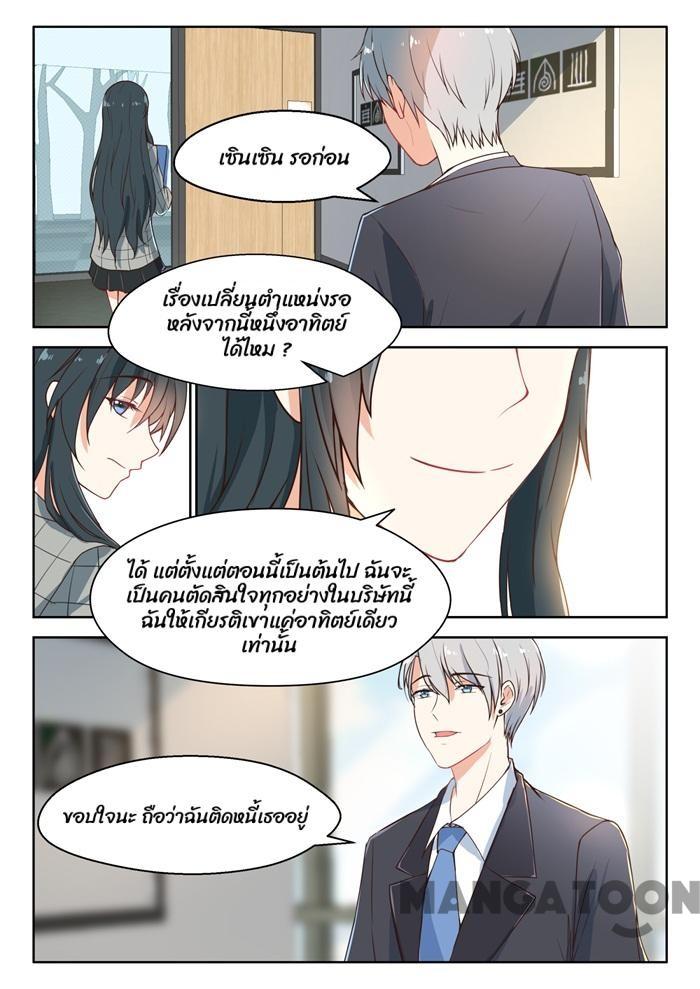 เซินเซิน รอก่อน
เรื่องเปลี่ยนตำแหน่งรอ
หลังจากนี้หนึ่งอาทิตย์
ได้ไหม ?
ได้ แต่ตั้งแต่ตอนนี้เป็นต้นไป ฉันจะ
เป็นคนตัดสินใจทุกอย่างในบริษัทนี้
ฉันให้เกียรติเขาแค่อาทิตย์เดียว
เท่านั้น
ขอบใจนะ ถือว่าฉันติดหนี้เธออยู่
MANGATOON